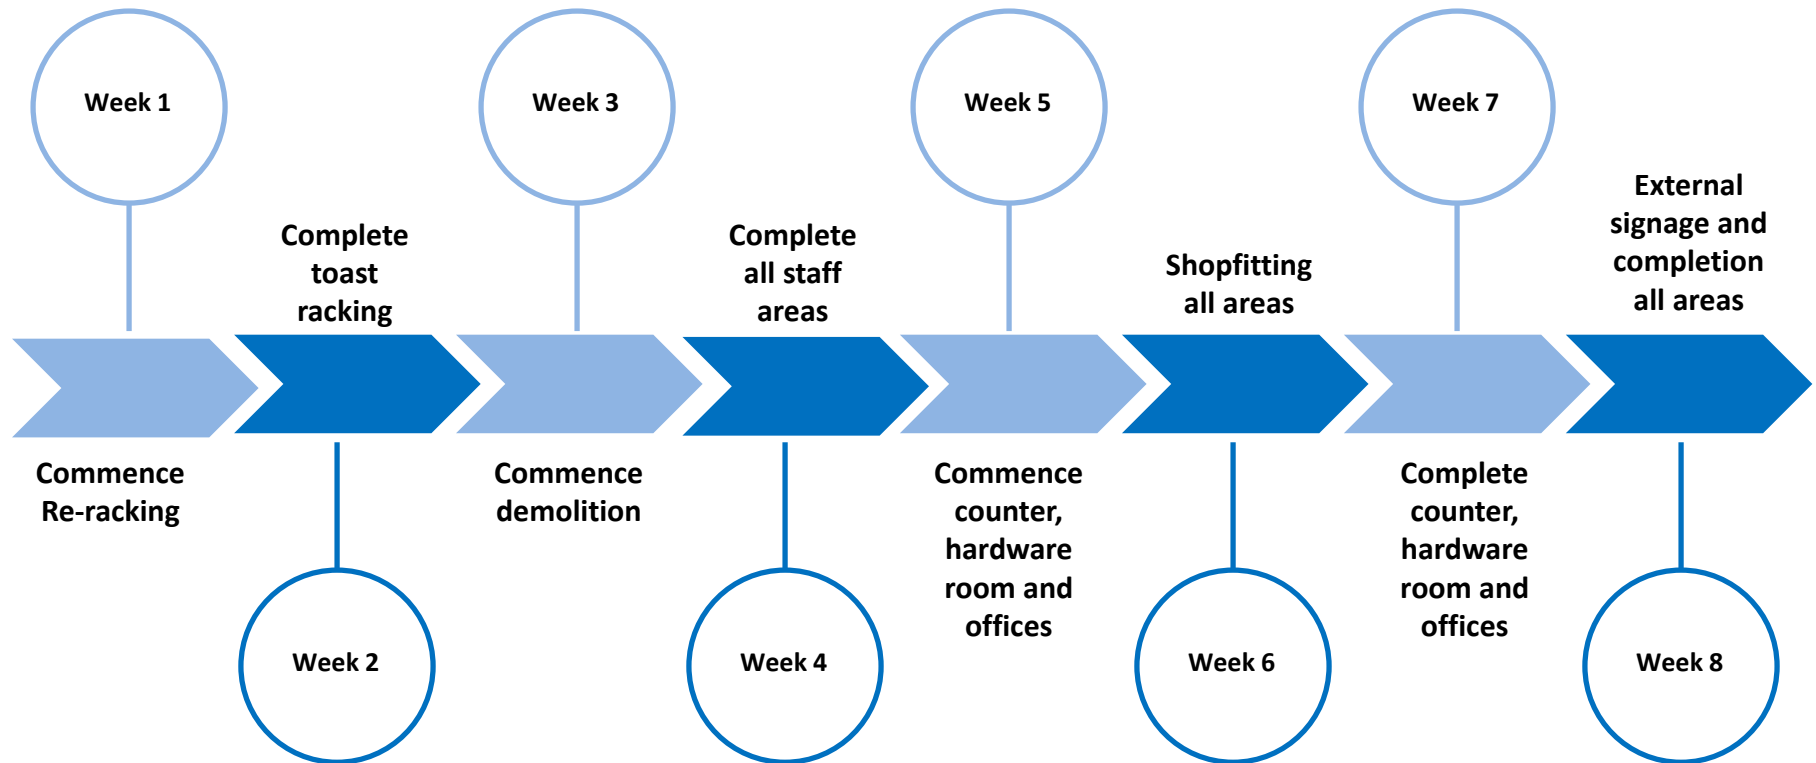 Week 1
Commence
Re-racking
Complete
toast
racking
Week 2
Week 3
Commence
demolition
Complete
all staff
areas
Week 4
Week 5
Commence
counter,
hardware
room and
offices
Shopfitting
all areas
Week 6
Week 7
Complete
counter,
hardware
room and
offices
External
signage and
completion
all areas
Week 8